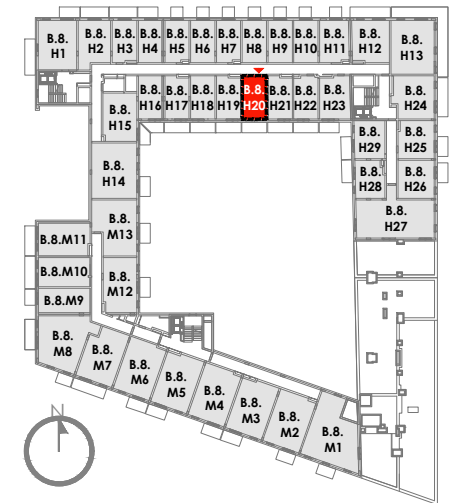 B.8.
H1
B.8.
H2
B.8.
H3
B.8.
H4
B.8.
H5
B.8.
H6
B.8.
H7
B.8.
H8
B.8.
H9
B.8.
H10
B.8.
H11
B.8.
H12
B.8.
H13
B.8.
H16
B.8.
H17
B.8.
H18
B.8.
H19
B.8.
H20
B.8.
H21
B.8.
H22
B.8.
H23
B.8.
H24
B.8.
H15
B.8.
H29
B.8.
H25
B.8.
H14
B.8.
H28
B.8.
H26
B.8.
H27
B.8.
M13
B.8.M11
B.8.M10
B.8.
M12
B.8.M9
B.8.
M8
B.8.
M7
B.8.
M6
B.8.
M5
B.8.
M4
B.8.
M3
B.8.
M2
B.8.
M1
N